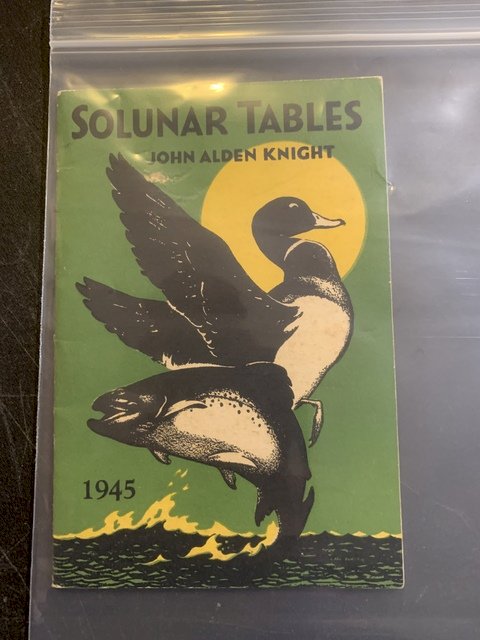 SOLUNAR TABLES
JOHN ALDEN KNIGHT
1945